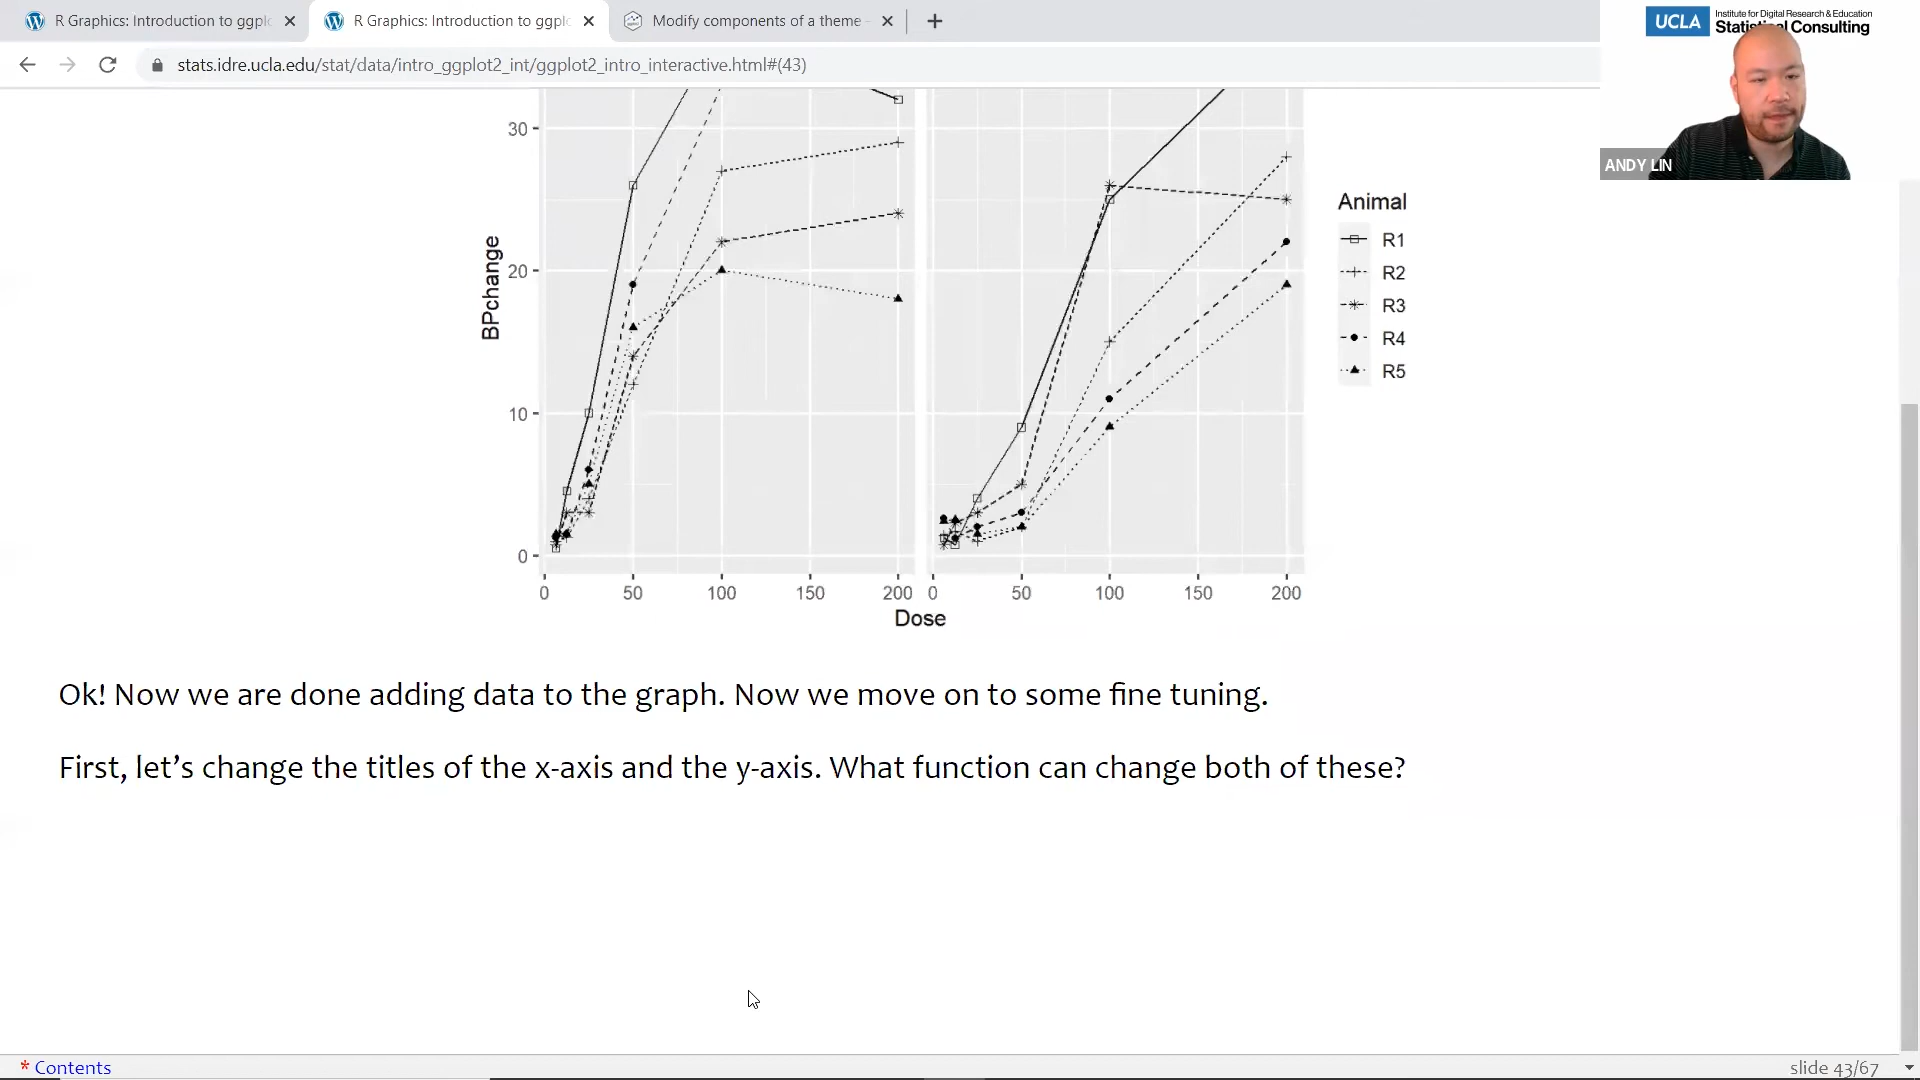 R Graphics: Introduction to ggpl
R Graphics: Introduction to ggpl
Modify components of a theme
stats.idre.ucla.edu/stat/data/intro_ggplot2_int/ggplot2_intro_interactive.html#(43)
UCLA
Institute for Digital Research & Education
Statistical Consulting
ANDY LIN
30
20
10
0
BPchange
0 50 100 150 200
0 50 100 150 200
Dose
Animal
R1
R2
R3
R4
R5
Ok! Now we are done adding data to the graph. Now we move on to some fine tuning.
First, let’s change the titles of the x-axis and the y-axis. What function can change both of these?
* Contents
slide 43/67